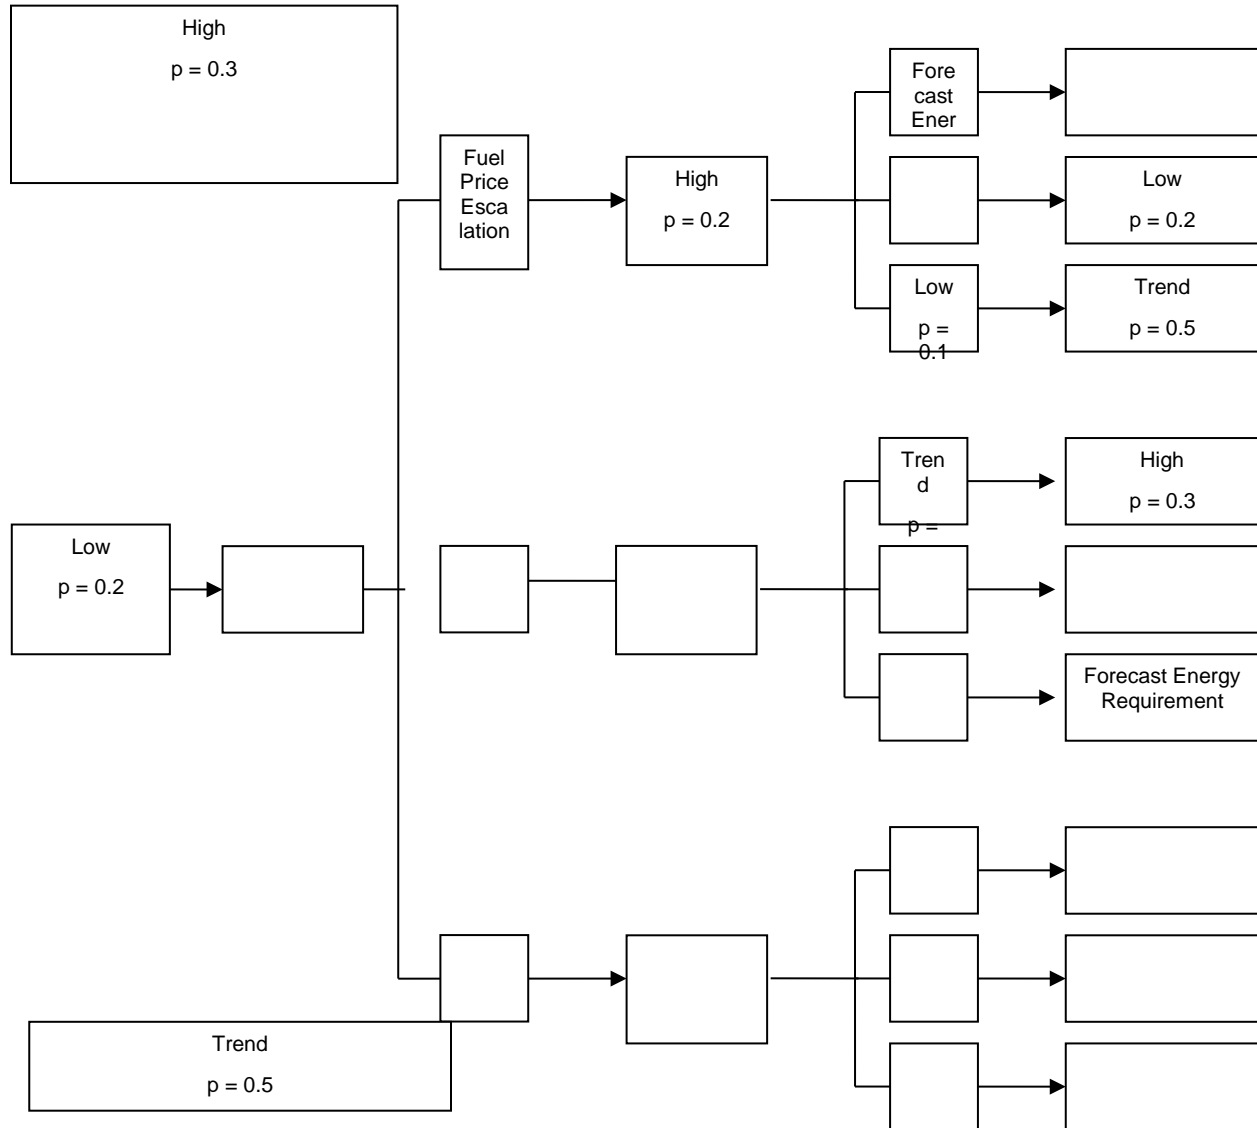 High
p = 0.3
Fore
cast
Ener
Fuel
Price
Esca
lation
High
p = 0.2
Low
p = 0.2
Low
p =
0.1
Trend
p = 0.5
Tren
d
p =
High
p = 0.3
Low
p = 0.2
Forecast Energy
Requirement
Trend
p = 0.5